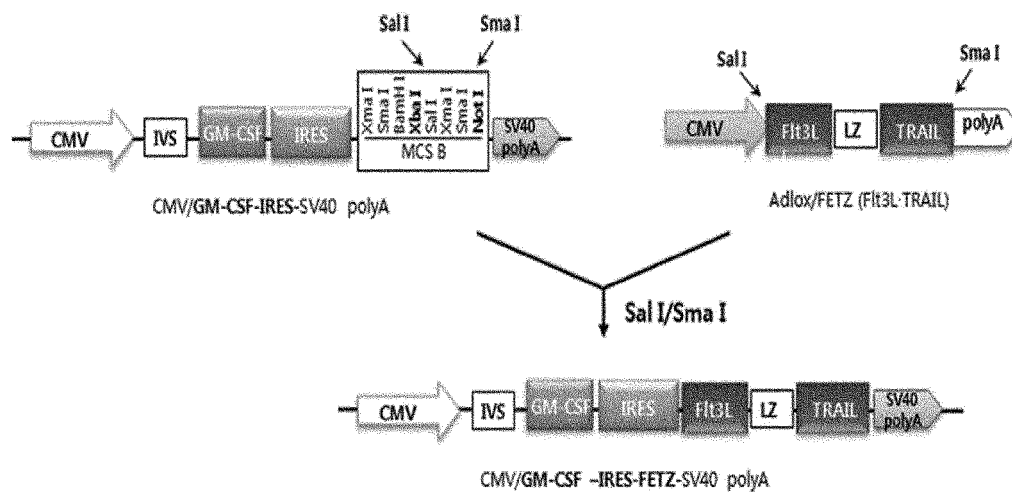 Sal I
Sma I
Xma I
Sma I
BamH I
Xba I
Sal I
Xma I
Sma I
Not I
CMV
IVS
GM-CSF
IRES
MCS B
SV40
polyA
CMV/GM-CSF-IRES-SV40 polyA
Sal I
Sma I
CMV
Flt3L
LZ
TRAIL
polyA
Adlox/FETZ (Flt3L·TRAIL)
Sal I/Sma I
CMV
IVS
GM-CSF
IRES
Flt3L
LZ
TRAIL
SV40
polyA
CMV/GM-CSF –IRES-FETZ-SV40 polyA